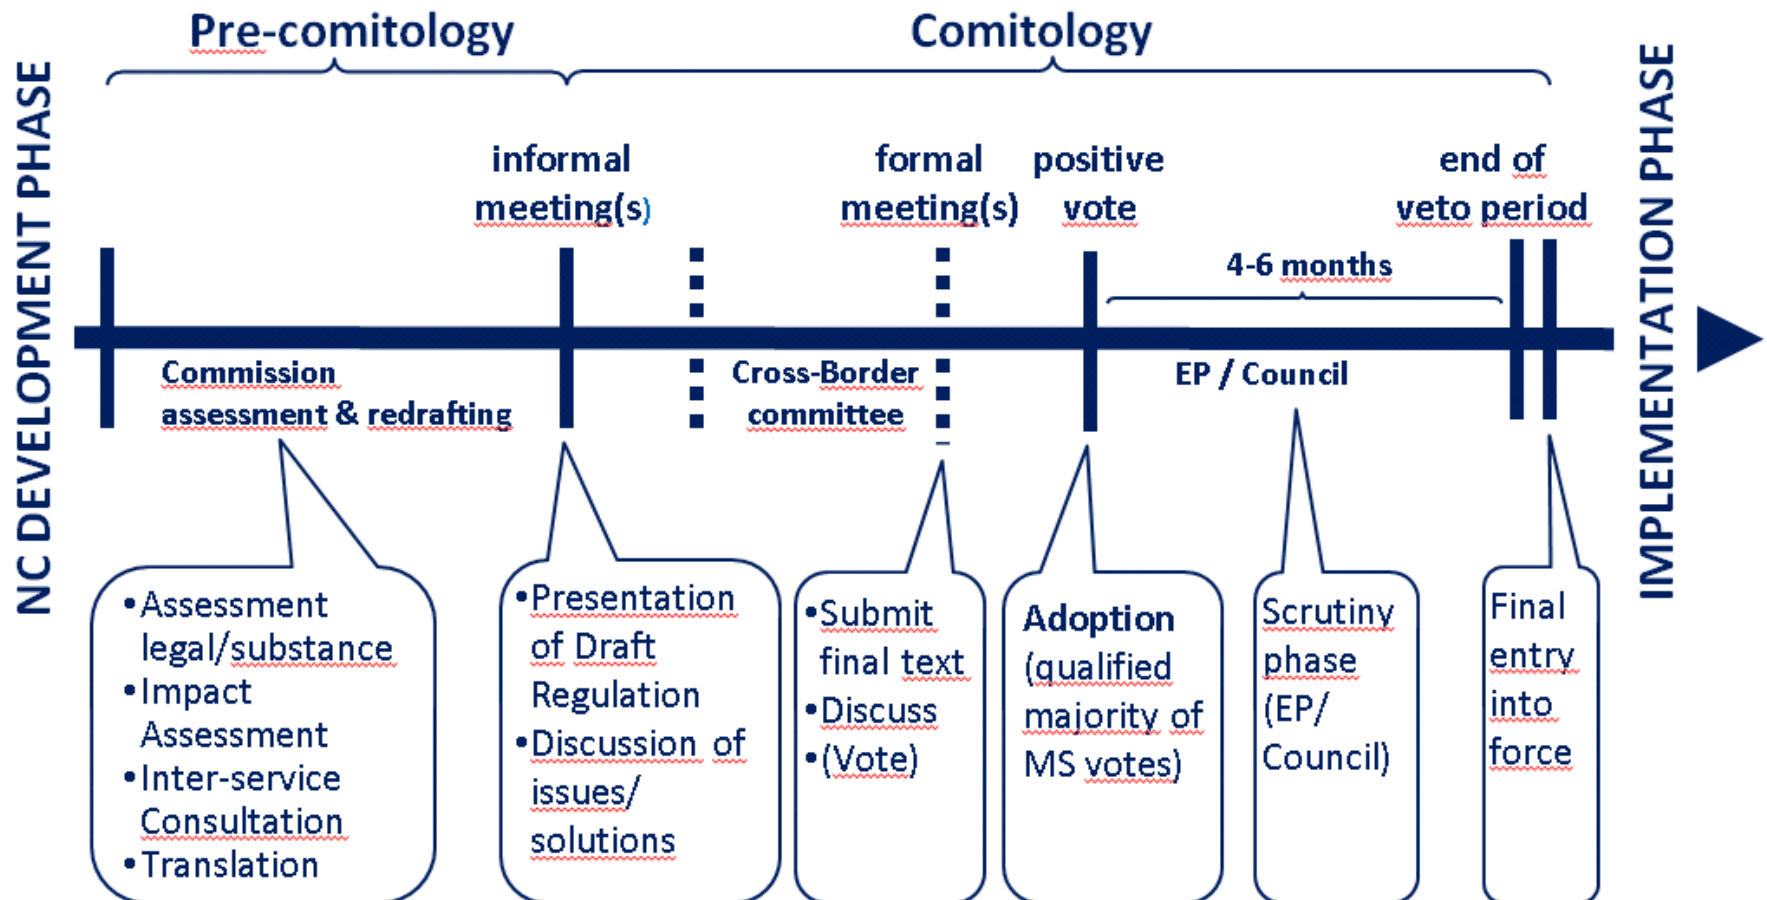 Pre-comitology
Comitology
NC DEVELOPMENT PHASE
IMPLEMENTATION PHASE
informal
meeting(s)
formal
meeting(s)
positive
vote
end of
veto period
4-6 months
Commission
assessment & redrafting
Cross-Border
committee
EP / Council
•Assessment
legal/substance
•Impact
Assessment
•Inter-service
Consultation
•Translation
•Presentation
of Draft
Regulation
•Discussion of
issues/
solutions
•Submit
final text
•Discuss
•(Vote)
Adoption
(qualified
majority of
MS votes)
Scrutiny
phase
(EP/
Council)
Final
entry
into
force